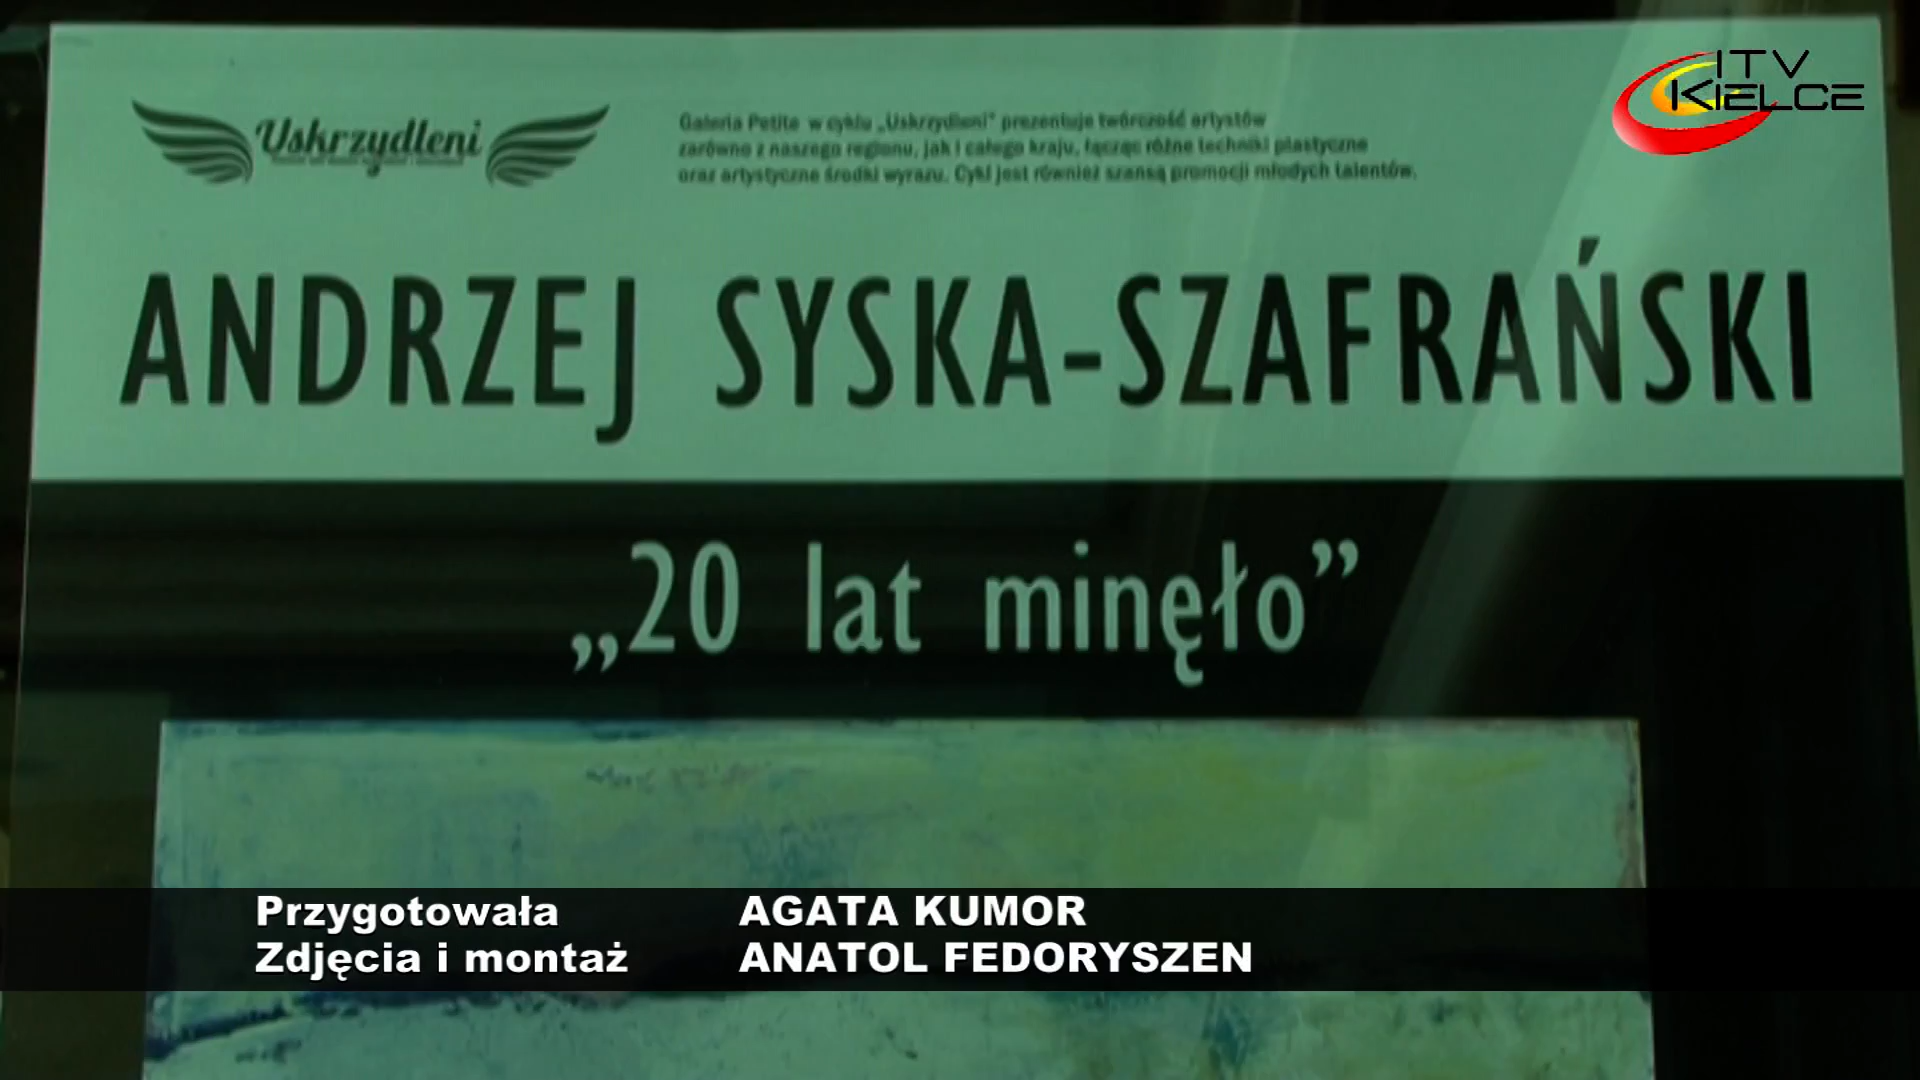 ITV
KIELCE
Uskrzydleni
Galeria Petite w cyklu „Uskrzydleni” prezentuje twórczość artystów
zarówno z naszego regionu, jak i całego kraju, łącząc różne techniki plastyczne
oraz artystyczne środki wyrazu. Cykl jest również szansą promocji młodych talentów.
ANDRZEJ SYSKA-SZAFRAŃSKI
„20 lat minęło”
Przygotowała AGATA KUMOR
Zdjęcia i montaż ANATOL FEDORYSZEN